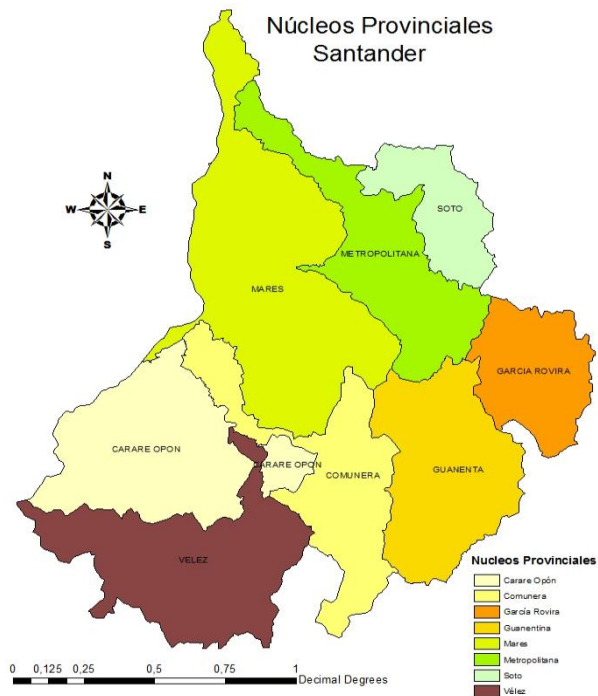 Núcleos Provinciales
Santander
N
W E
S
SOTO
METROPOLITANA
MARES
GARCIA ROVIRA
CARARE OPON
CARARE OPON
COMUNERA
GUANENTA
VELEZ
Nucleos Provinciales
Carare Opón
Comunera
García Rovira
Guanentina
Mares
Metropolitana
Soto
Vélez
0 0,125 0,25 0,5 0,75 1
Decimal Degrees